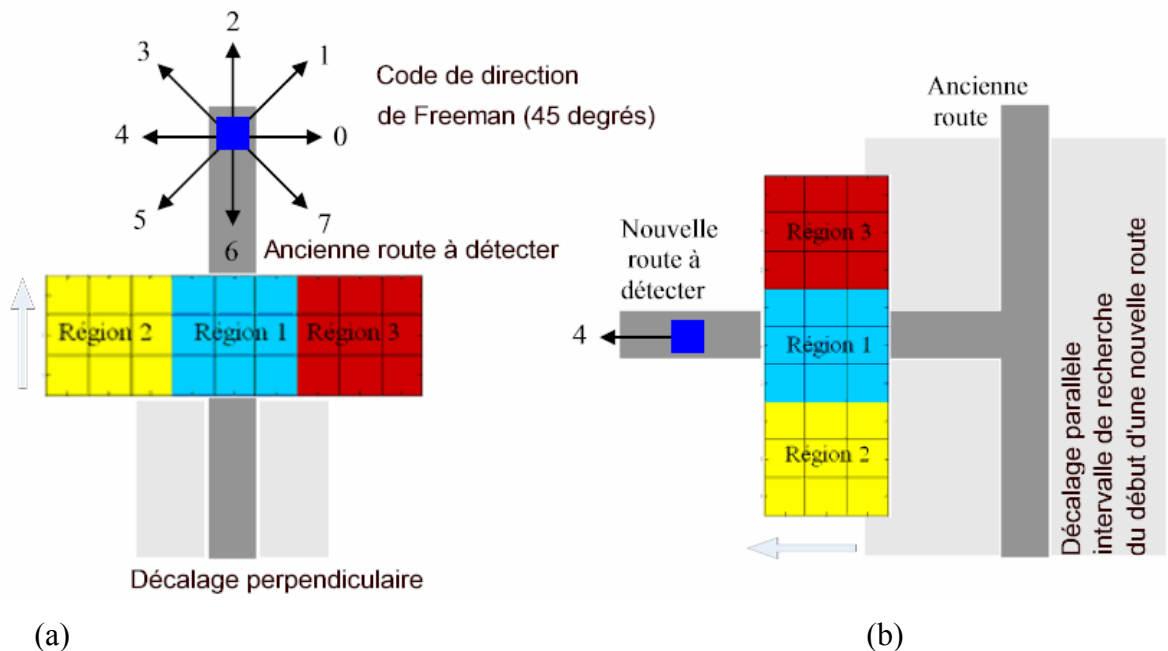 2
3
1
Code de direction
de Freeman (45 degrés)
4
0
5
7
6
Ancienne route à détecter
Région 2
Région 1
Région 3
Décalage perpendiculaire
(a)
Ancienne
route
Nouvelle
route à
détecter
4
Région 3
Région 1
Région 2
Décalage parallèle
intervalle de recherche
du début d'une nouvelle route
(b)